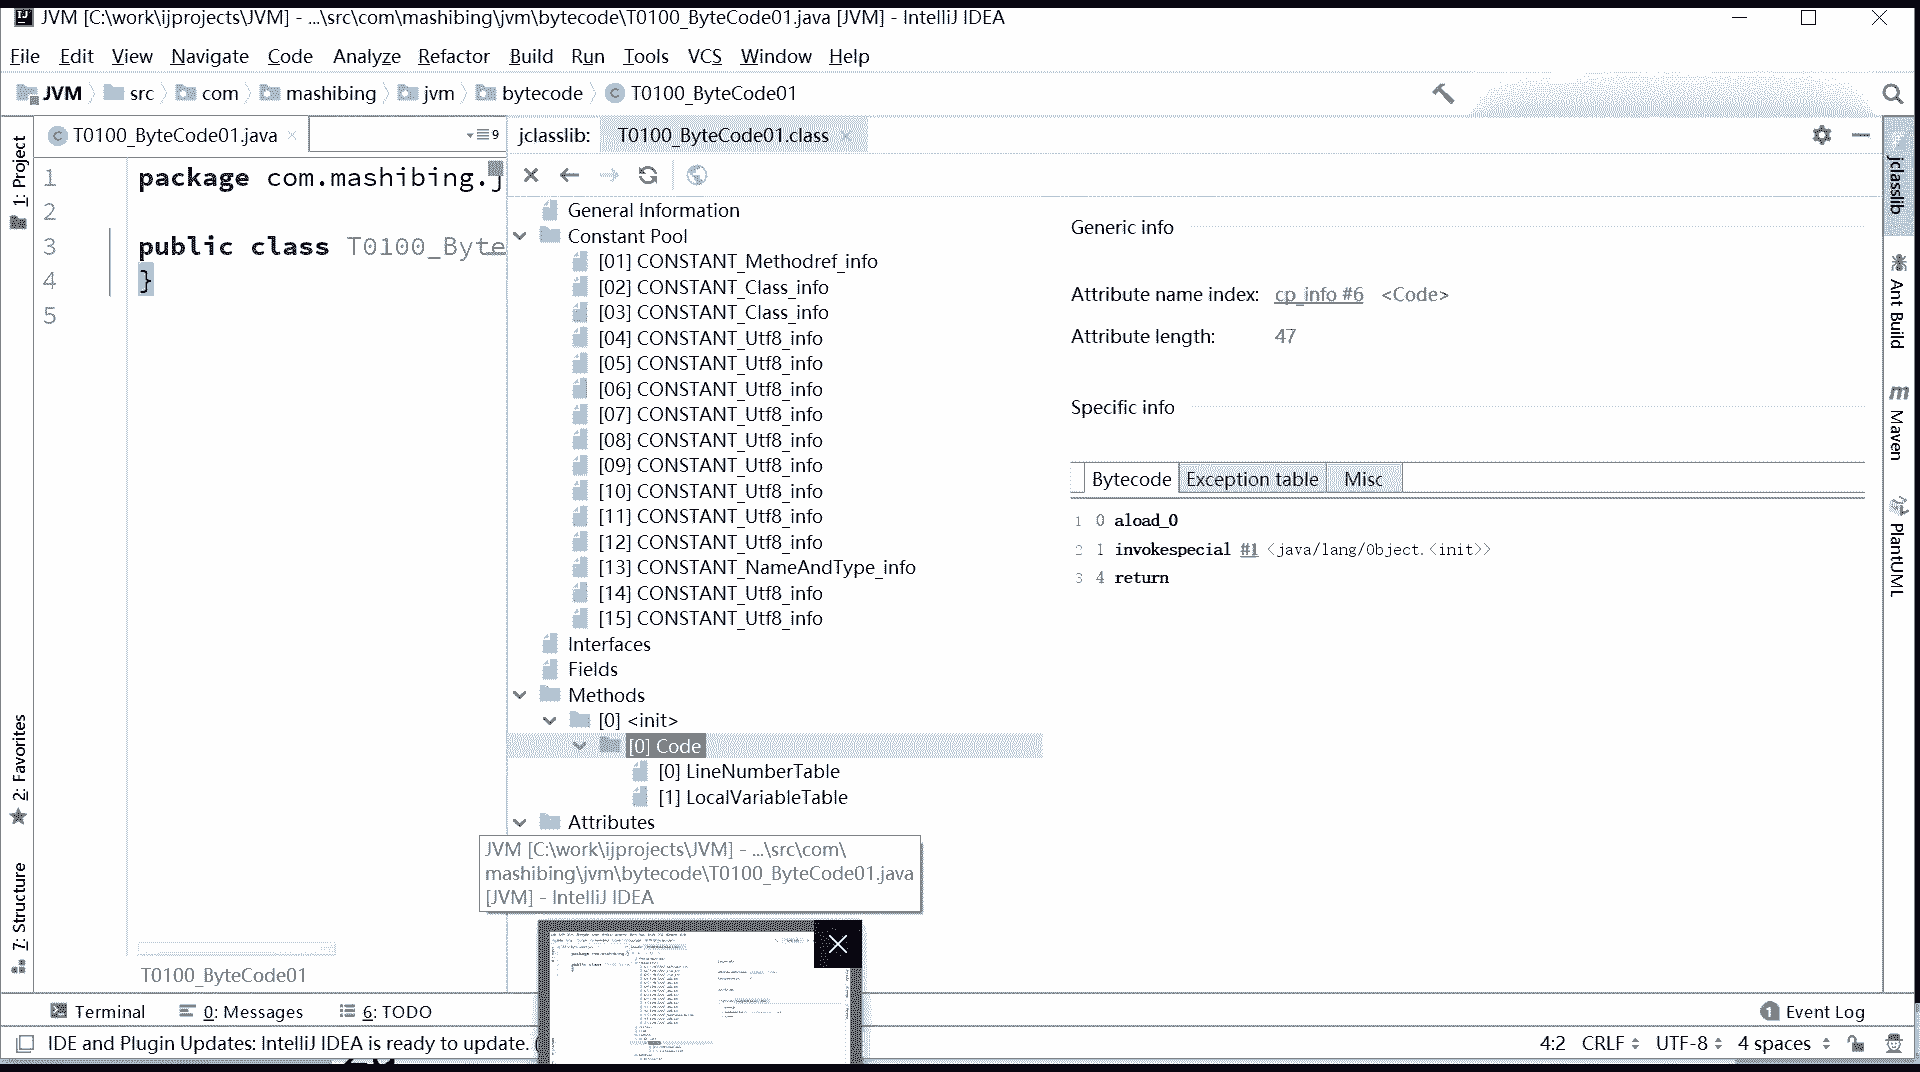 JVM [C:\work\ijprojects\JVM] - ...\src\com\mashibing\jvm\bytecode\T0100_ByteCode01.java [JVM] - IntelliJ IDEA
File Edit View Navigate Code Analyze Refactor Build Run Tools VCS Window Help
JVM src com mashibing jvm bytecode T0100_ByteCode01
1: Project
2: Favorites
7: Structure
T0100_ByteCode01.java
9
1 package com.mashibing.j
2
3 public class T0100_Byte
4 }
5
T0100_ByteCode01
jclasslib: T0100_ByteCode01.class
General Information
Constant Pool
[01] CONSTANT_Methodref_info
[02] CONSTANT_Class_info
[03] CONSTANT_Class_info
[04] CONSTANT_Utf8_info
[05] CONSTANT_Utf8_info
[06] CONSTANT_Utf8_info
[07] CONSTANT_Utf8_info
[08] CONSTANT_Utf8_info
[09] CONSTANT_Utf8_info
[10] CONSTANT_Utf8_info
[11] CONSTANT_Utf8_info
[12] CONSTANT_Utf8_info
[13] CONSTANT_NameAndType_info
[14] CONSTANT_Utf8_info
[15] CONSTANT_Utf8_info
Interfaces
Fields
Methods
[0] <init>
[0] Code
[0] LineNumberTable
[1] LocalVariableTable
Attributes
JVM [C:\work\ijprojects\JVM] - ...\src\com\
mashibing\jvm\bytecode\T0100_ByteCode01.java
[JVM] - IntelliJ IDEA
Generic info
Attribute name index: cp_info #6 <Code>
Attribute length: 47
Specific info
Bytecode Exception table Misc
1 0 aload_0
2 1 invokespecial #1 <java/lang/Object.<init>>
3 4 return
jclasslib
Ant Build
Maven
PlantUML
Terminal 0: Messages 6: TODO
1 Event Log
IDE and Plugin Updates: IntelliJ IDEA is ready to update. (
4:2 CRLF UTF-8 4 spaces